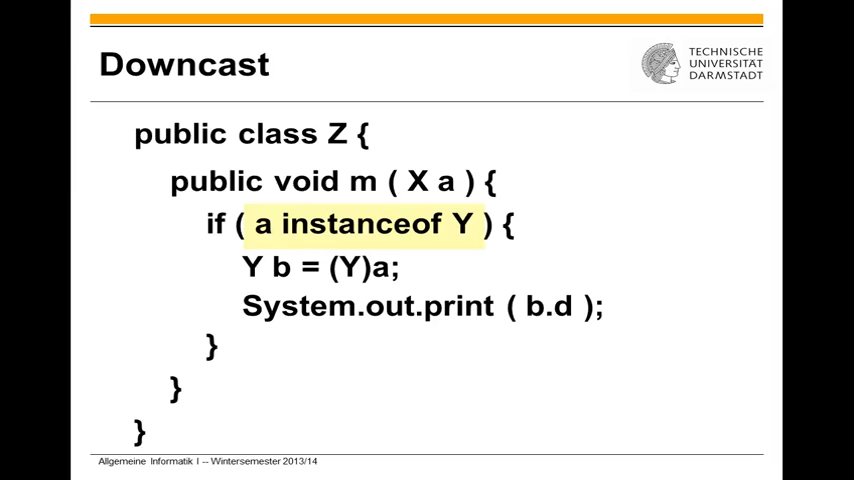 Downcast
TECHNISCHE
UNIVERSITÄT
DARMSTADT
public class Z {
public void m ( X a ) {
if ( a instanceof Y ) {
Y b = (Y)a;
System.out.print ( b.d );
}
}
}
Allgemeine Informatik I -- Wintersemester 2013/14